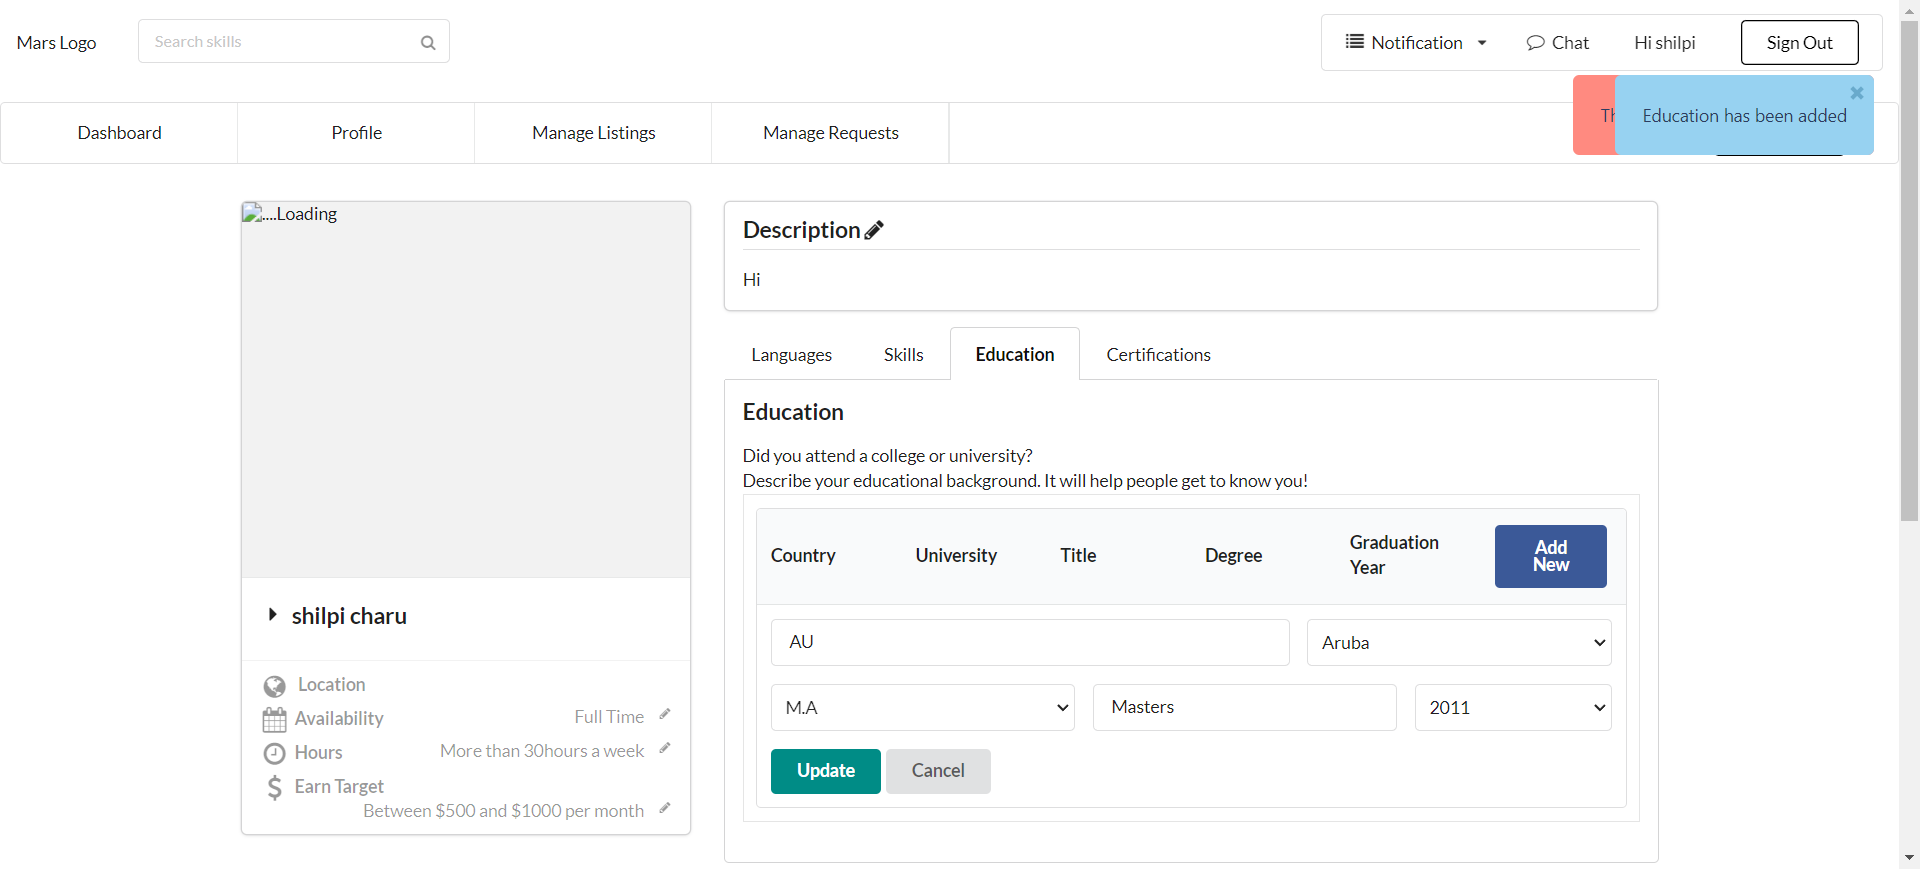 Mars Logo
Search skills
Notification
Chat
Hi shilpi
Sign Out
Education has been added
Dashboard
Profile
Manage Listings
Manage Requests
....Loading
Description
Hi
Languages
Skills
Education
Certifications
Education
Did you attend a college or university?
Describe your educational background. It will help people get to know you!
Country
University
Title
Degree
Graduation
Year
Add
New
AU
Aruba
M.A
Masters
2011
Update
Cancel
shilpi charu
Location
Availability
Full Time
Hours
More than 30hours a week
Earn Target
Between $500 and $1000 per month